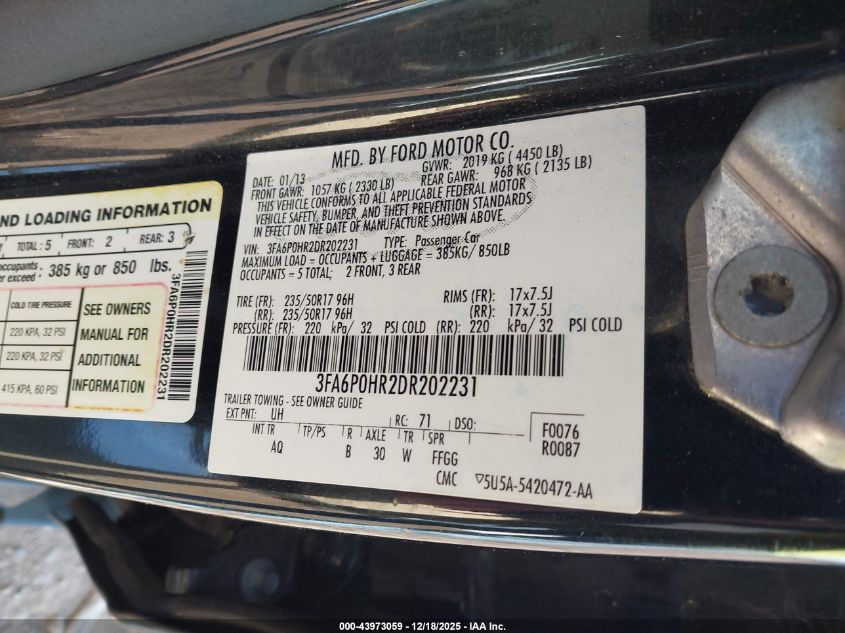 MFD. BY FORD MOTOR CO.
DATE: 01/13
GVWR: 2019 KG ( 4450 LB)
FRONT GAWR: 1057 KG ( 2330 LB)
REAR GAWR: 968 KG ( 2135 LB)
THIS VEHICLE CONFORMS TO ALL APPLICABLE FEDERAL MOTOR
VEHICLE SAFETY, BUMPER, AND THEFT PREVENTION STANDARDS
IN EFFECT ON THE DATE OF MANUFACTURE SHOWN ABOVE.
VIN: 3FA6P0HR2DR202231 TYPE: Passenger Car
MAXIMUM LOAD = OCCUPANTS + LUGGAGE = 385KG/ 850LB
OCCUPANTS = 5 TOTAL; 2 FRONT, 3 REAR
TIRE (FR): 235/50R17 96H RIMS (FR): 17x7.5J
(RR): 235/50R17 96H (RR): 17x7.5J
PRESSURE (FR): 220 kPa/ 32 PSI COLD (RR): 220 kPa/ 32 PSI COLD
3FA6P0HR2DR202231
TRAILER TOWING - SEE OWNER GUIDE
EXT PNT: UH RC: 71 DSO: F0076
INT TR TP/PS R AXLE TR SPR R0087
AQ B 30 W FFGG
CMC ▽5U5A-5420472-AA
ND LOADING INFORMATION
TOTAL : 5 FRONT: 2 REAR: 3
occupants
exceed : 385 kg or 850 lbs.
COLD TIRE PRESSURE
220 KPA, 32 PSI
220 KPA, 32 PSI
415 KPA, 60 PSI
SEE OWNERS
MANUAL FOR
ADDITIONAL
INFORMATION
3FA6P0HR2DR202231
000-43973059 — 12/18/2025 — IAA Inc.